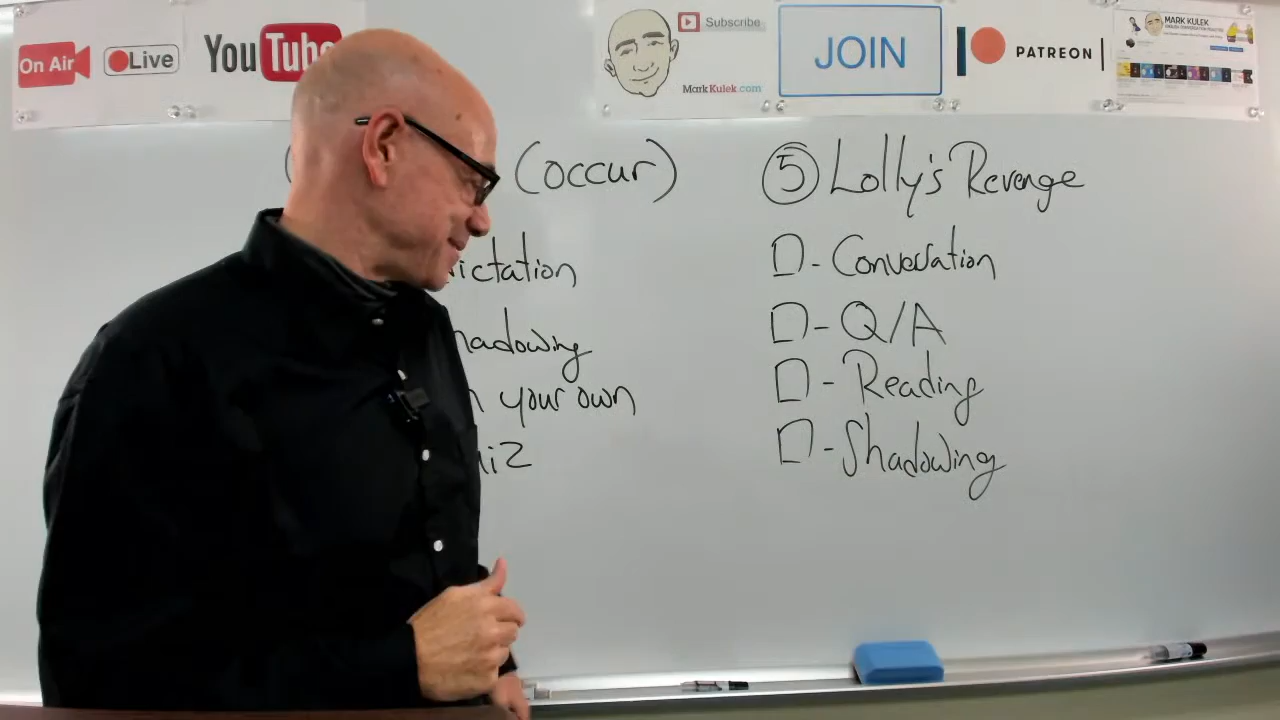 On Air
Live
YouTube
Subscribe
MarkKulek.com
JOIN
PATREON
MARK KULEK
(occur)
ictation
hadowing
n your own
uiz
⑤ Lolly's Revenge
- Conversation
- Q/A
- Reading
- Shadowing